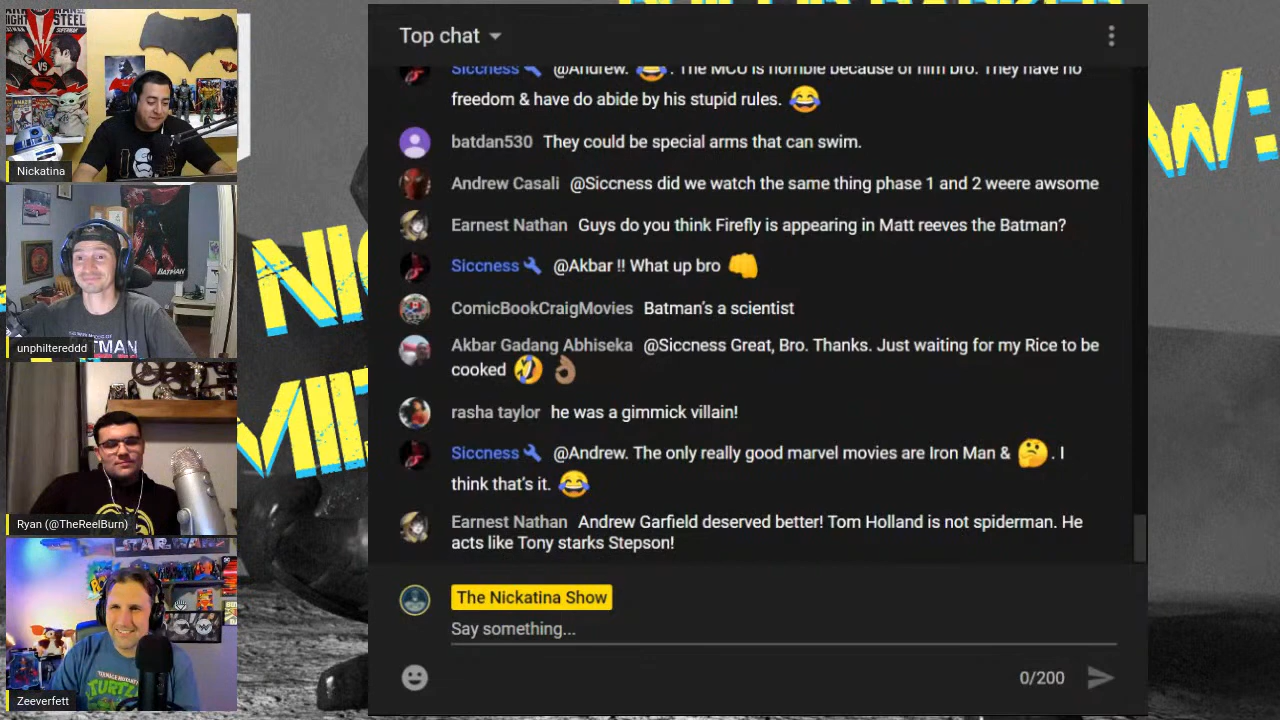 Top chat
Siccness @Andrew. 😂. The MCU is horrible because of him bro. They have no
freedom & have do abide by his stupid rules. 😂
batdan530 They could be special arms that can swim.
Andrew Casali @Siccness did we watch the same thing phase 1 and 2 weere awsome
Earnest Nathan Guys do you think Firefly is appearing in Matt reeves the Batman?
Siccness @Akbar !! What up bro 👊
ComicBookCraigMovies Batman's a scientist
Akbar Gadang Abhiseka @Siccness Great, Bro. Thanks. Just waiting for my Rice to be
cooked 🤣 👌🏽
rasha taylor he was a gimmick villain!
Siccness @Andrew. The only really good marvel movies are Iron Man & 🤔. I
think that's it. 😂
Earnest Nathan Andrew Garfield deserved better! Tom Holland is not spiderman. He
acts like Tony starks Stepson!
The Nickatina Show
Say something...
0/200
Nickatina
unphiltereddd
Ryan (@TheReelBurn)
Zeeverfett
VS
BATMAN
TURTL
W: